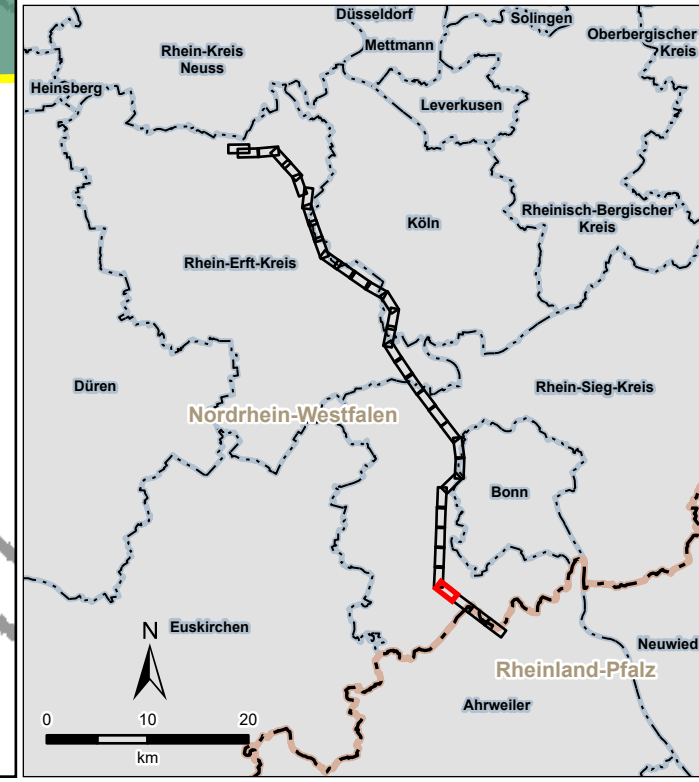 Düsseldorf
Solingen
Oberbergischer
Kreis
Rhein-Kreis
Neuss
Mettmann
Heinsberg
Leverkusen
Rheinisch-Bergischer
Kreis
Köln
Rhein-Erft-Kreis
Düren
Rhein-Sieg-Kreis
Nordrhein-Westfalen
Bonn
N
Euskirchen
Neuwied
Rheinland-Pfalz
Ahrweiler
0 10 20
km